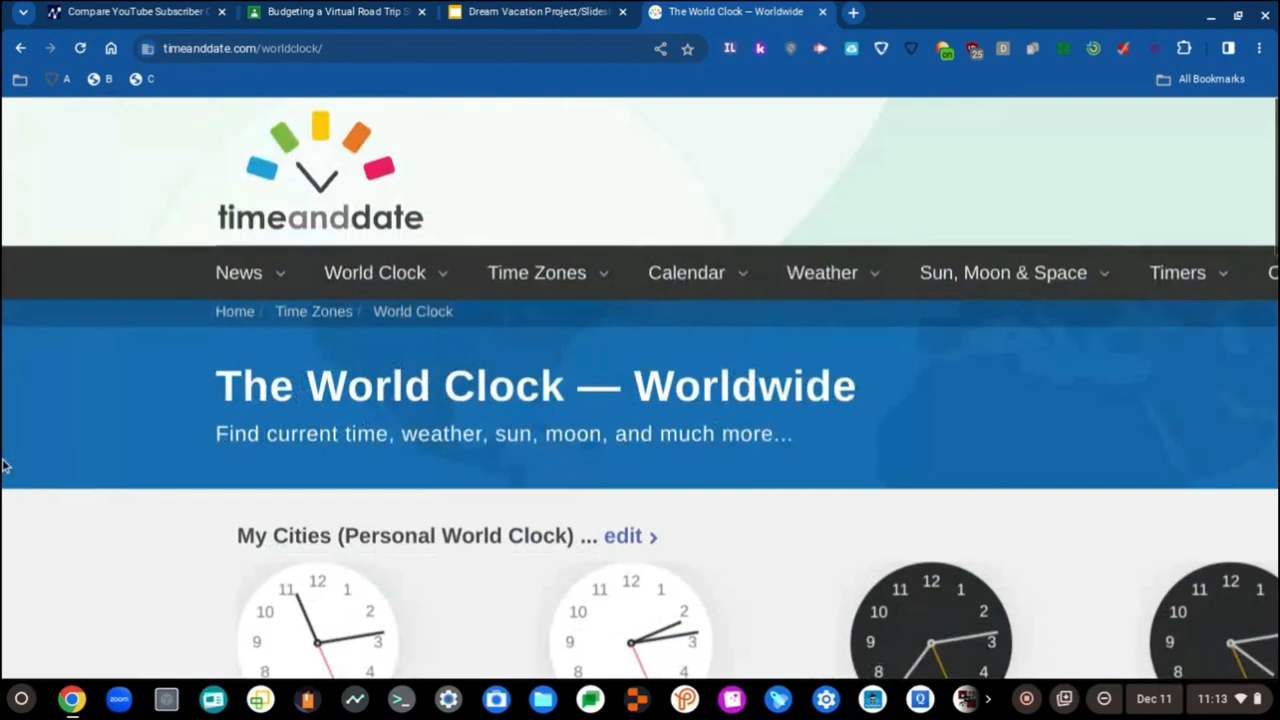 Compare YouTube Subscriber C
Budgeting a Virtual Road Trip S
Dream Vacation Project/Slides
The World Clock — Worldwide
timeanddate.com/worldclock/
IL
k
on
25
D
A
B
C
All Bookmarks
timeanddate
News
World Clock
Time Zones
Calendar
Weather
Sun, Moon & Space
Timers
Home / Time Zones / World Clock
The World Clock — Worldwide
Find current time, weather, sun, moon, and much more...
My Cities (Personal World Clock) ... edit
12 1 2 3 4 8 9 10 11
12 1 2 3 4 8 9 10 11
12 1 2 3 4 8 9 10 11
12 1 8 9 10 11
zoom
Q
Dec 11
11:13